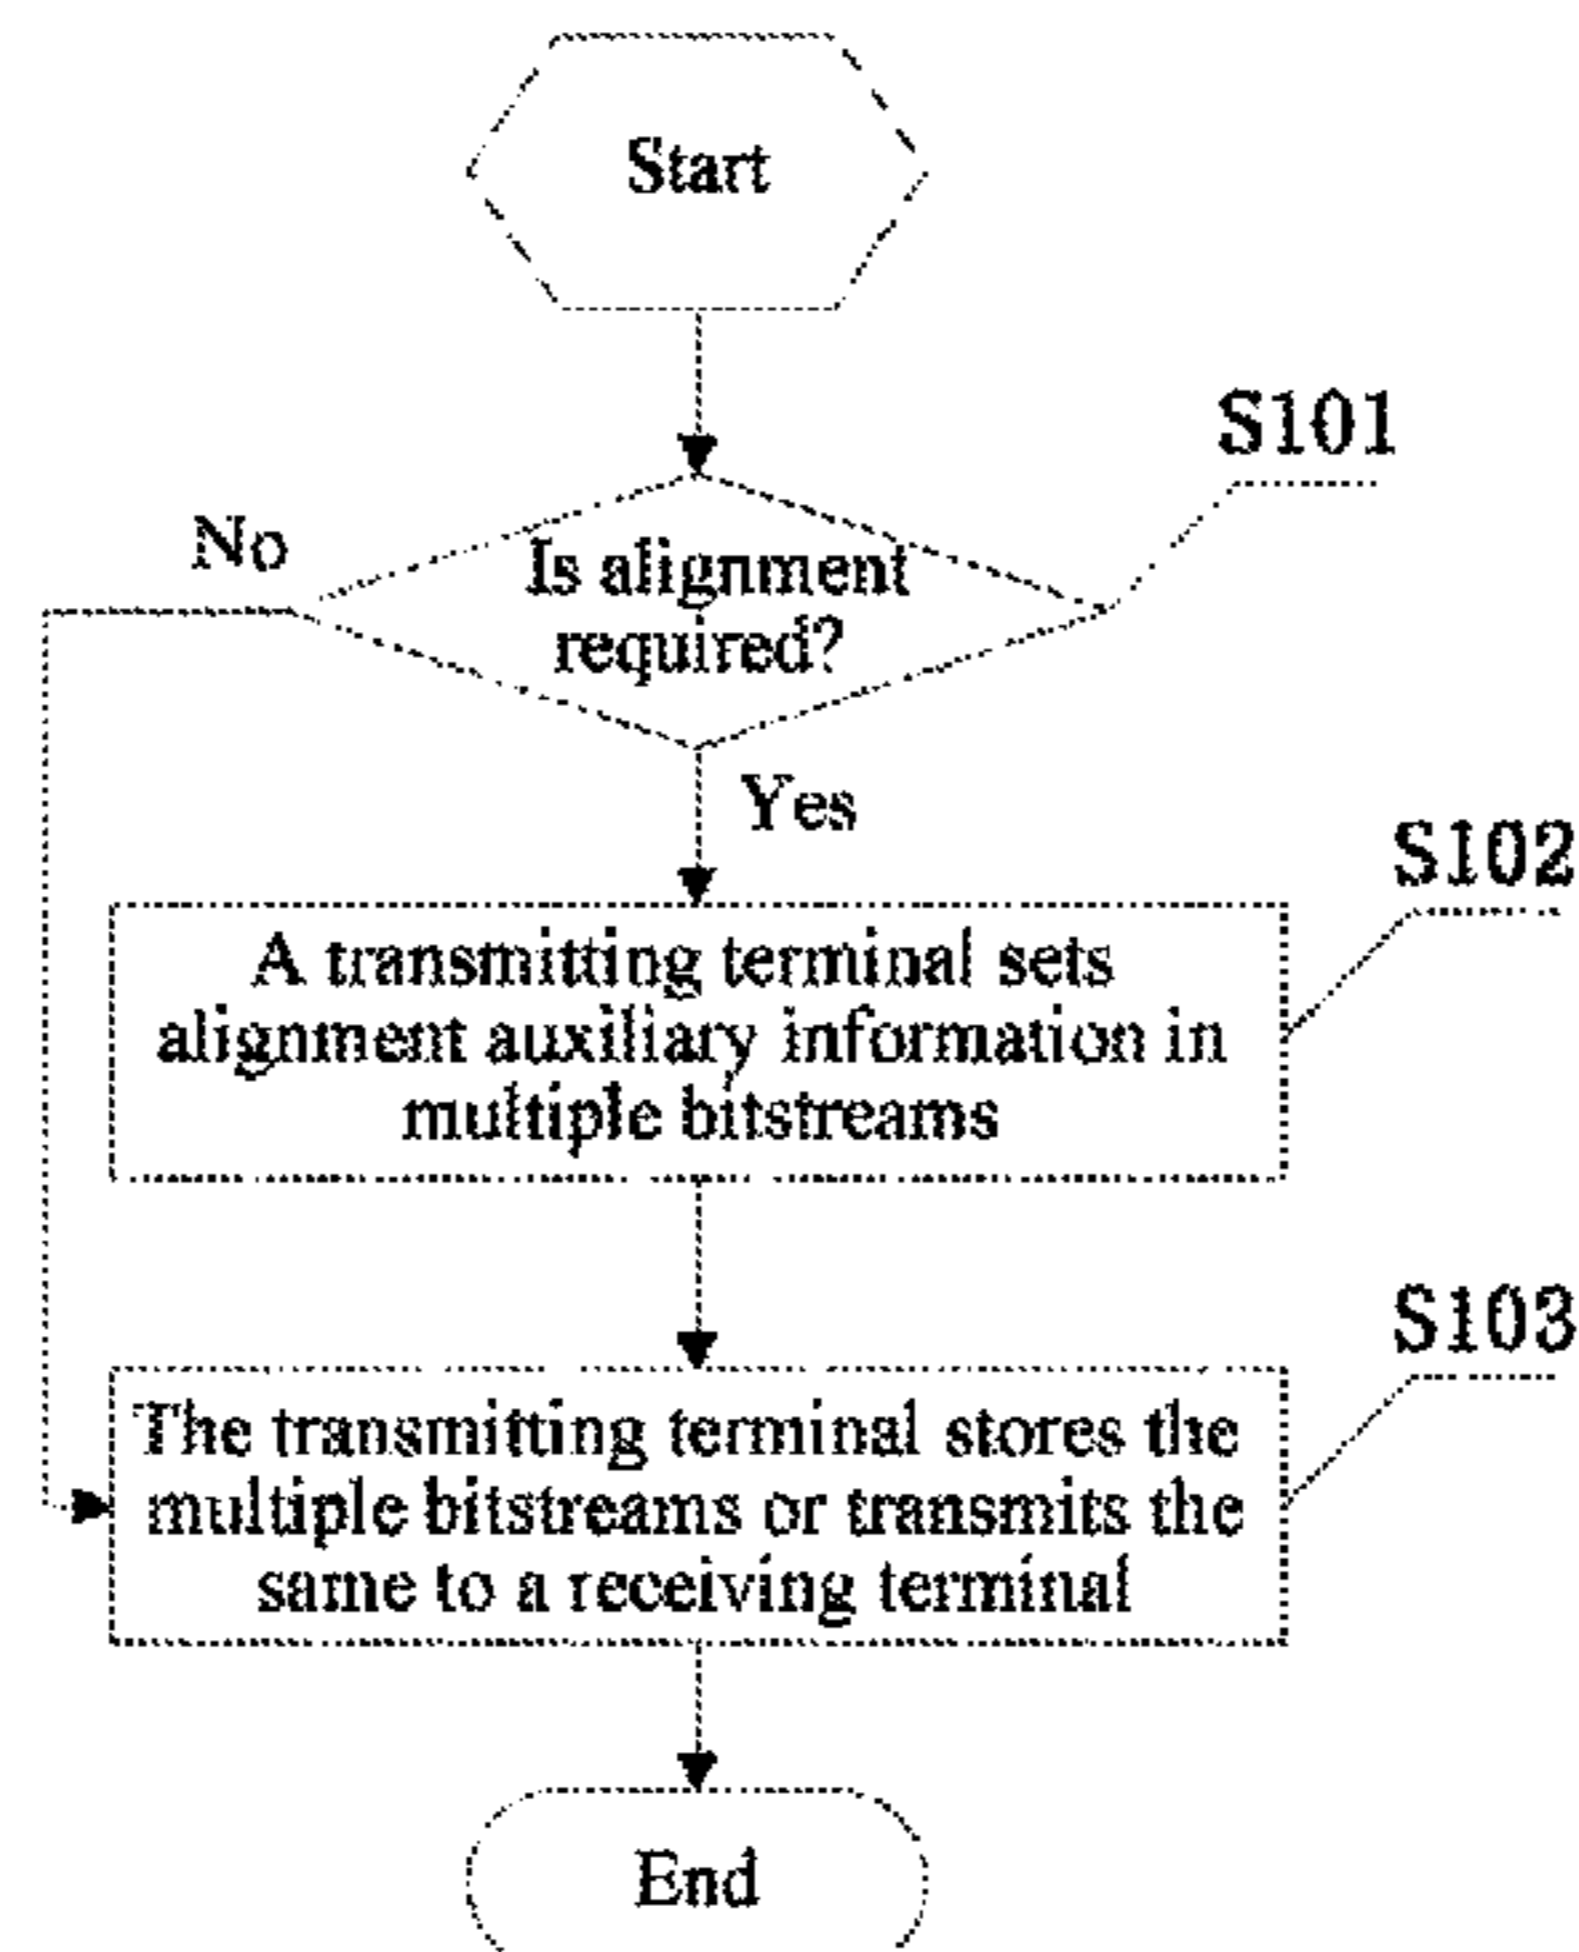 Start
S101
No
Is alignment
required?
Yes
S102
A transmitting terminal sets
alignment auxiliary information in
multiple bitstreams
S103
The transmitting terminal stores the
multiple bitstreams or transmits the
same to a receiving terminal
End